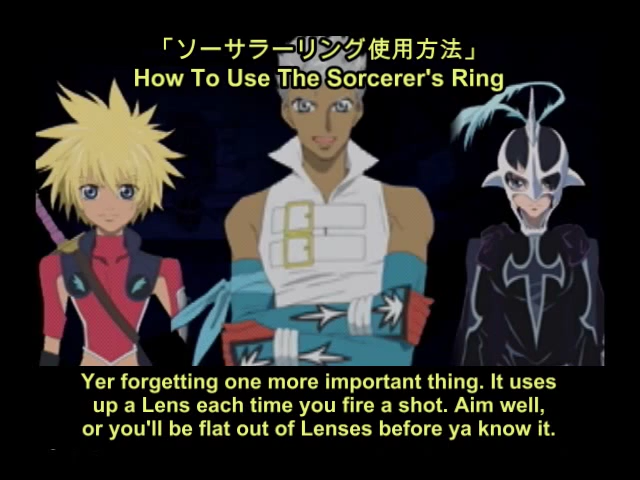 「ソーサラーリング使用方法」
How To Use The Sorcerer's Ring
Yer forgetting one more important thing. It uses
up a Lens each time you fire a shot. Aim well,
or you'll be flat out of Lenses before ya know it.